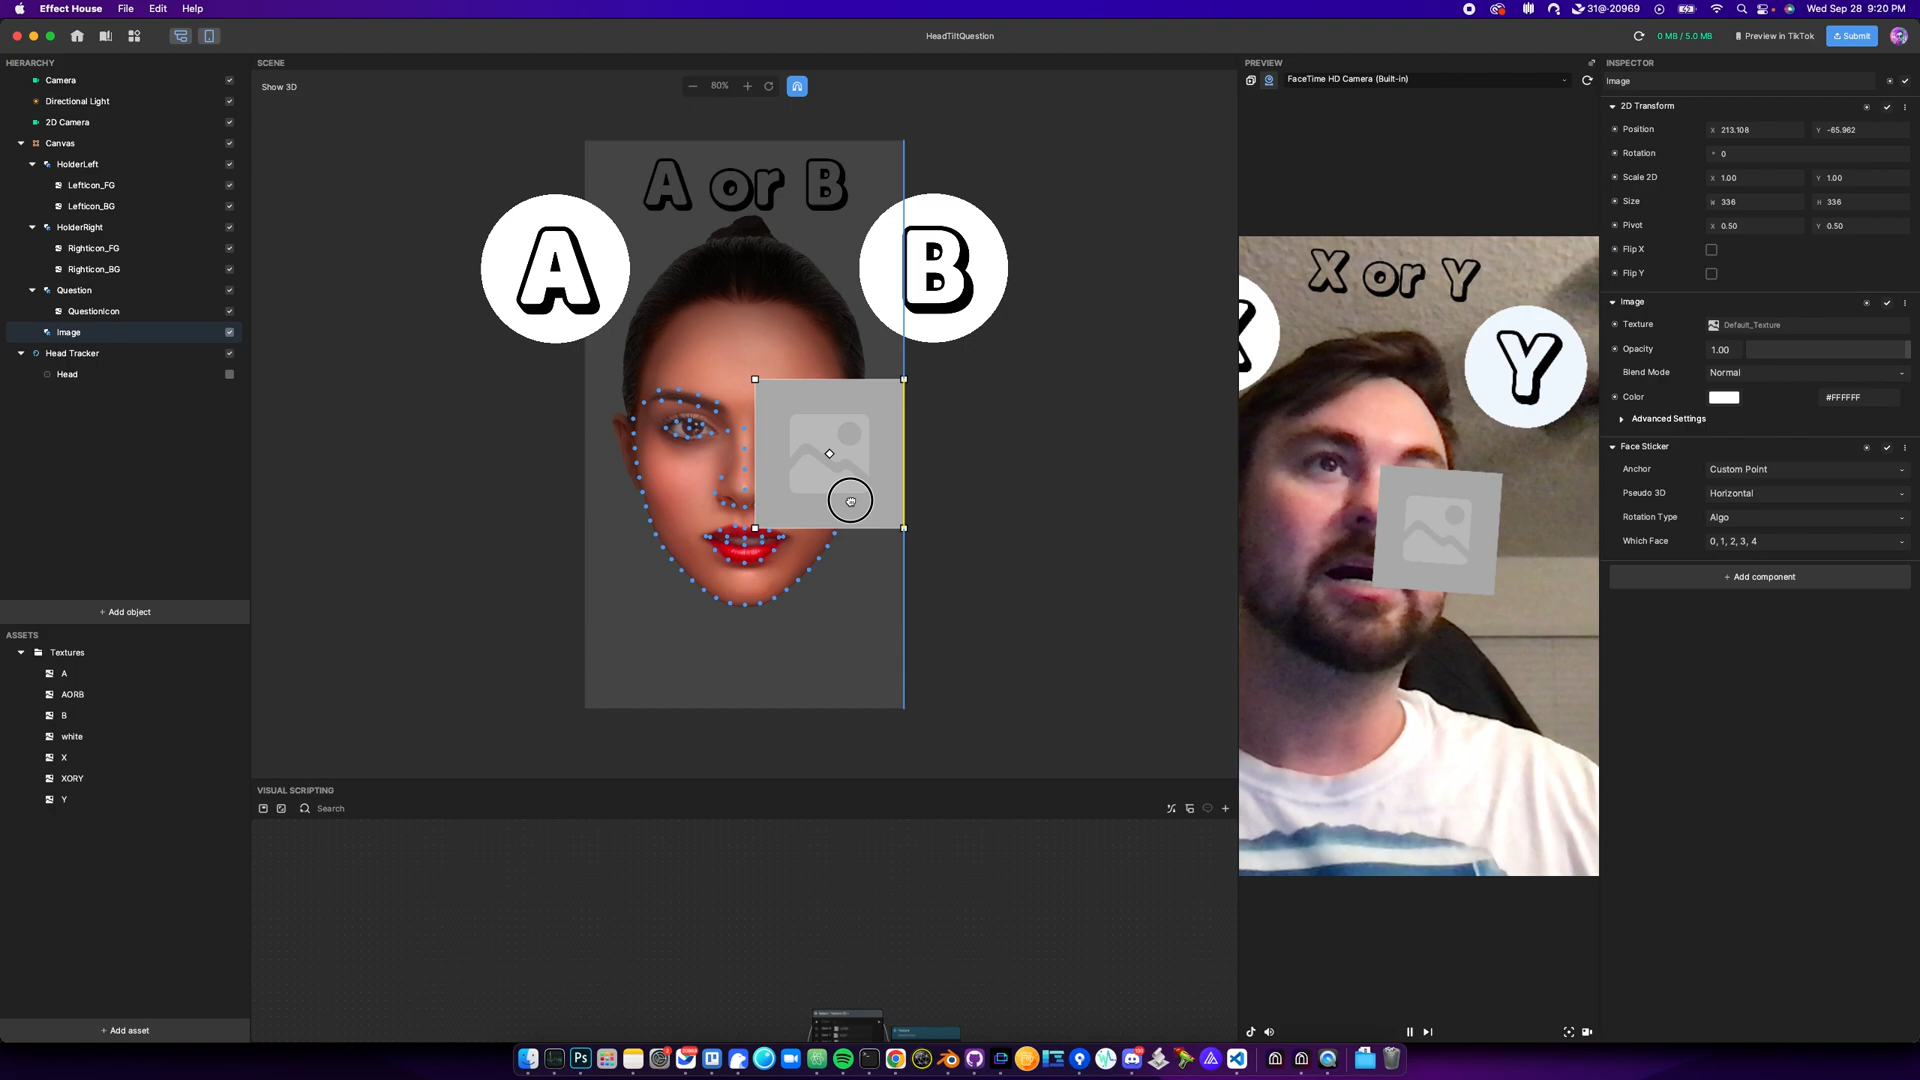 Effect House File Edit Help
31@-20969 Wed Sep 28 9:20 PM
HeadTiltQuestion
0 MB / 5.0 MB Preview in TikTok Submit
HIERARCHY
Camera
Directional Light
2D Camera
Canvas
HolderLeft
LeftIcon_FG
Lefticon_BG
HolderRight
Righticon_FG
Righticon_BG
Question
QuestionIcon
Image
Head Tracker
Head
+ Add object
ASSETS
Textures
A
AORB
B
white
X
XORY
Y
+ Add asset
SCENE
Show 3D
80%
A or B
A
B
VISUAL SCRIPTING
Search
PREVIEW
FaceTime HD Camera (Built-in)
X or Y
X
Y
INSPECTOR
Image
2D Transform
Position X 213.108 Y -65.962
Rotation ° 0
Scale 2D X 1.00 Y 1.00
Size W 336 H 336
Pivot X 0.50 Y 0.50
Flip X
Flip Y
Image
Texture Default_Texture
Opacity 1.00
Blend Mode Normal
Color #FFFFFF
Advanced Settings
Face Sticker
Anchor Custom Point
Pseudo 3D Horizontal
Rotation Type Algo
Which Face 0, 1, 2, 3, 4
+ Add component
Ps